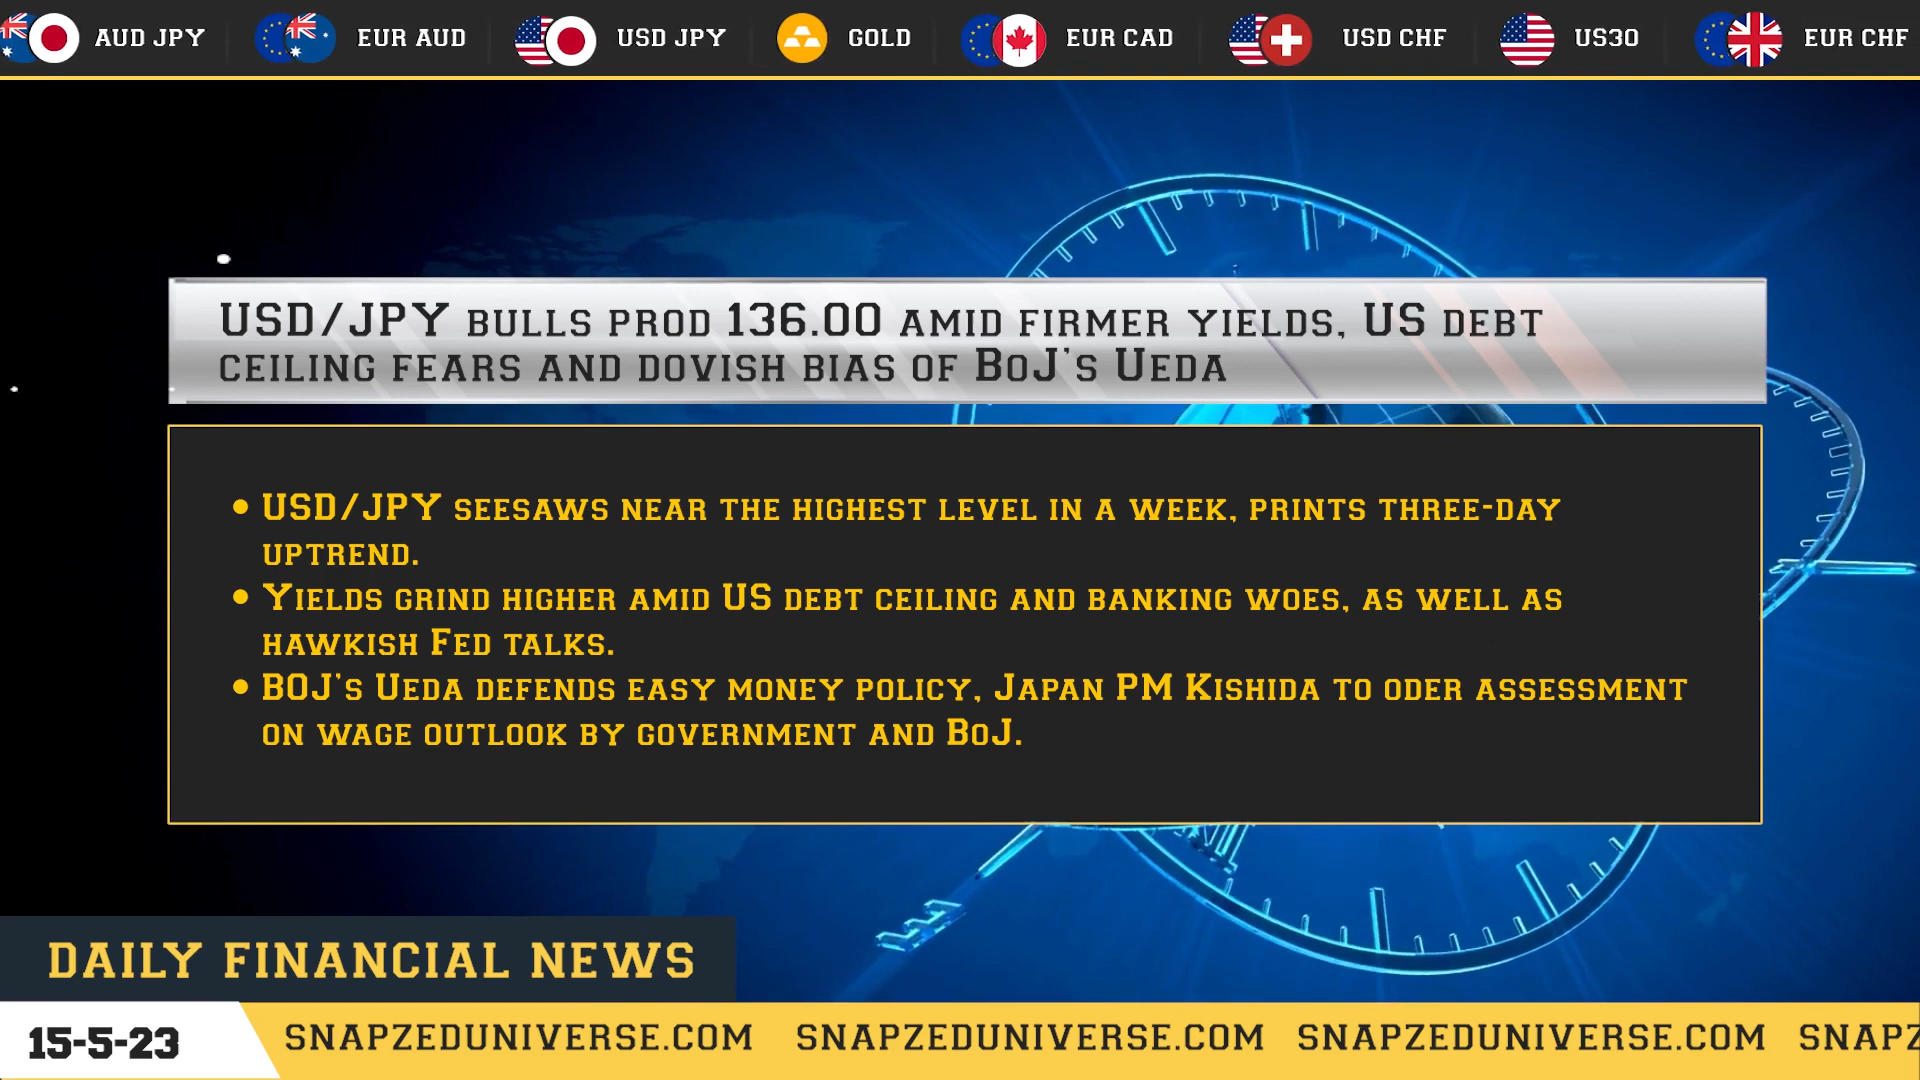 AUD JPY EUR AUD USD JPY GOLD EUR CAD USD CHF US30 EUR CHF
USD/JPY BULLS PROD 136.00 AMID FIRMER YIELDS, US DEBT
CEILING FEARS AND DOVISH BIAS OF BOJ'S UEDA
• USD/JPY SEESAWS NEAR THE HIGHEST LEVEL IN A WEEK, PRINTS THREE-DAY
UPTREND.
• YIELDS GRIND HIGHER AMID US DEBT CEILING AND BANKING WOES, AS WELL AS
HAWKISH FED TALKS.
• BOJ'S UEDA DEFENDS EASY MONEY POLICY, JAPAN PM KISHIDA TO ODER ASSESSMENT
ON WAGE OUTLOOK BY GOVERNMENT AND BOJ.
DAILY FINANCIAL NEWS
15-5-23 SNAPZEDUNIVERSE.COM SNAPZEDUNIVERSE.COM SNAPZEDUNIVERSE.COM SNAPZ